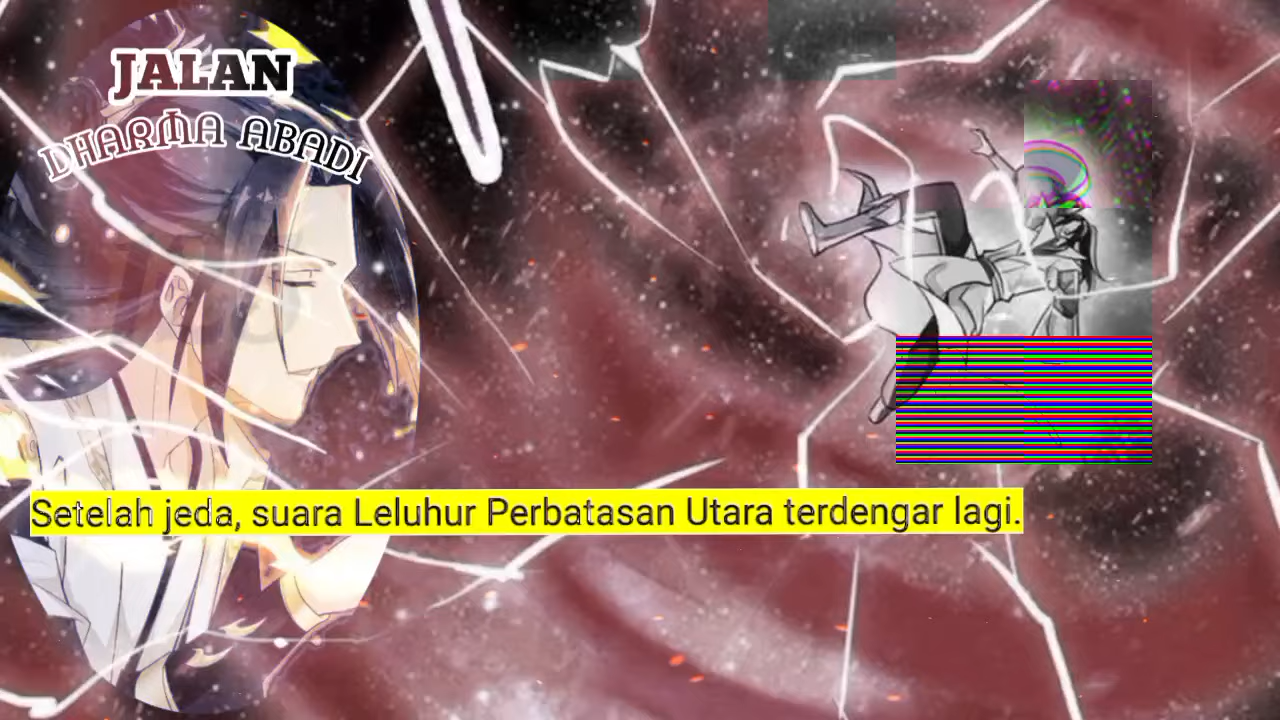 JALAN
DHARMA ABADI
Setelah jeda, suara Leluhur Perbatasan Utara terdengar lagi.